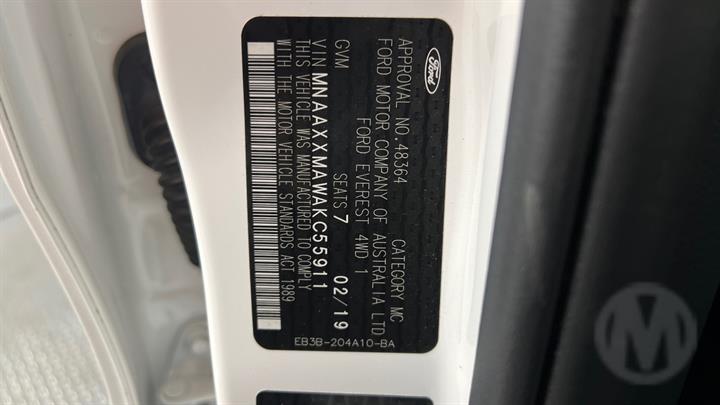 Ford
APPROVAL NO.48364 CATEGORY MC
FORD MOTOR COMPANY OF AUSTRALIA LTD
FORD EVEREST 4WD 1
GVM SEATS 7 02/19
VIN MNAAXXMAWAKC55911
THIS VEHICLE WAS MANUFACTURED TO COMPLY
WITH THE MOTOR VEHICLE STANDARDS ACT 1989
EB3B-204A10-BA
M